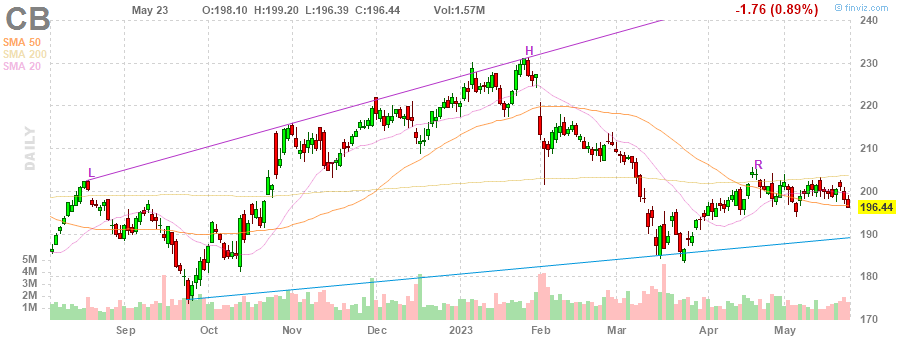 CB May 23 O:198.10 H:199.20 L:196.39 C:196.44 Vol:1.57M -1.76 (0.89%) © finviz.com
SMA 50
SMA 200
SMA 20
DAILY
L
H
R
240
230
220
210
200
196.44
190
180
170
5M
4M
3M
2M
1M
Sep Oct Nov Dec 2023 Feb Mar Apr May